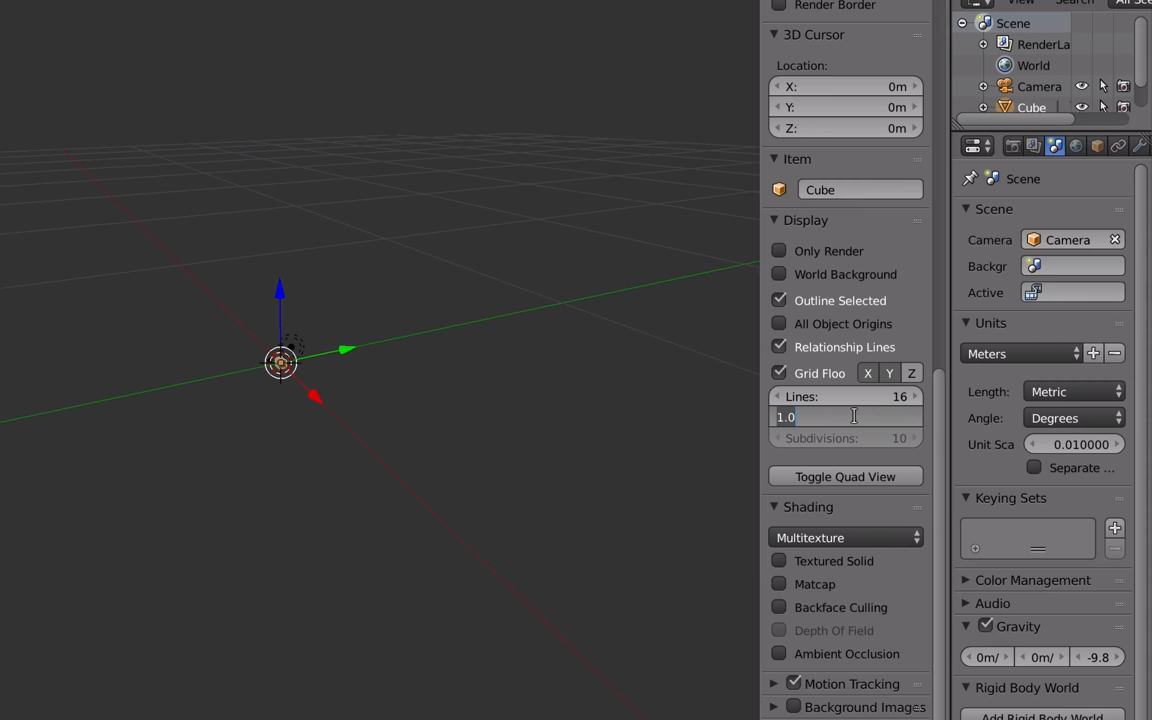 Render Border
3D Cursor
Location:
X: 0m
Y: 0m
Z: 0m
Item
Cube
Display
Only Render
World Background
Outline Selected
All Object Origins
Relationship Lines
Grid Floo X Y Z
Lines: 16
1.0
Subdivisions: 10
Toggle Quad View
Shading
Multitexture
Textured Solid
Matcap
Backface Culling
Depth Of Field
Ambient Occlusion
Motion Tracking
Background Images
View Search All Sce
Scene
RenderLa
World
Camera
Cube
Scene
Scene
Camera Camera
Backgr
Active
Units
Meters
Length: Metric
Angle: Degrees
Unit Sca 0.010000
Separate ...
Keying Sets
Color Management
Audio
Gravity
0m/ 0m/ -9.8
Rigid Body World
Add Rigid Body World